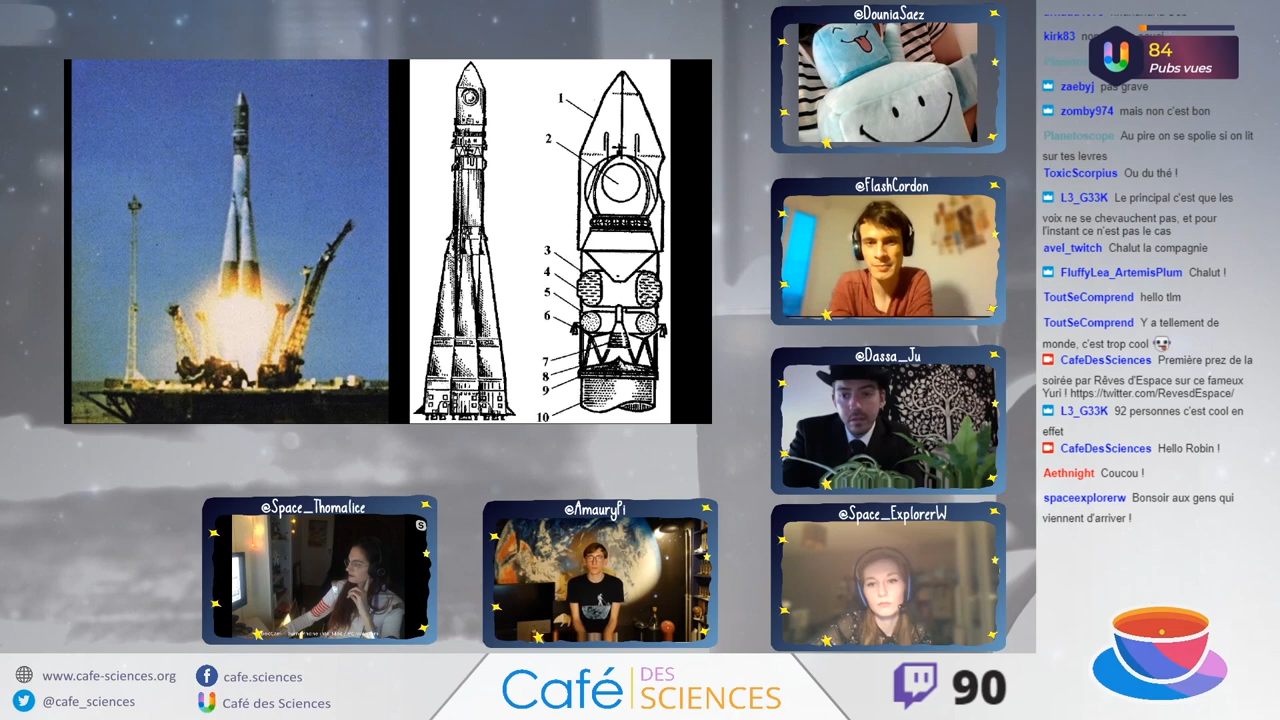 1
2
3
4
5
6
7
8
9
10
@DouniaSaez
@FlashCordon
@Dassa_Ju
@Space_ExplorerW
@Space_Thomalice
@AmauryPi
kirk83
84
Pubs vues
zaebyj pas grave
zomby974 mais non c'est bon
Planetoscope Au pire on se spolie si on lit
sur tes levres
ToxicScorpius Ou du thé !
L3_G33K Le principal c'est que les
voix ne se chevauchent pas, et pour
l'instant ce n'est pas le cas
avel_twitch Chalut la compagnie
FluffyLea_ArtemisPlum Chalut !
ToutSeComprend hello tlm
ToutSeComprend Y a tellement de
monde, c'est trop cool
CafeDesSciences Première prez de la
soirée par Rêves d'Espace sur ce fameux
Yuri ! https://twitter.com/RevesdEspace/
L3_G33K 92 personnes c'est cool en
effet
CafeDesSciences Hello Robin !
Aethnight Coucou !
spaceexplorerw Bonsoir aux gens qui
viennent d'arriver !
www.cafe-sciences.org
cafe.sciences
@cafe_sciences
Café des Sciences
Café DES SCIENCES
90